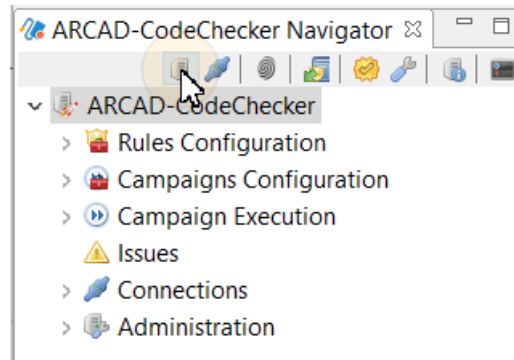 ARCAD-CodeChecker Navigator
ARCAD-CodeChecker
Rules Configuration
Campaigns Configuration
Campaign Execution
Issues
Connections
Administration